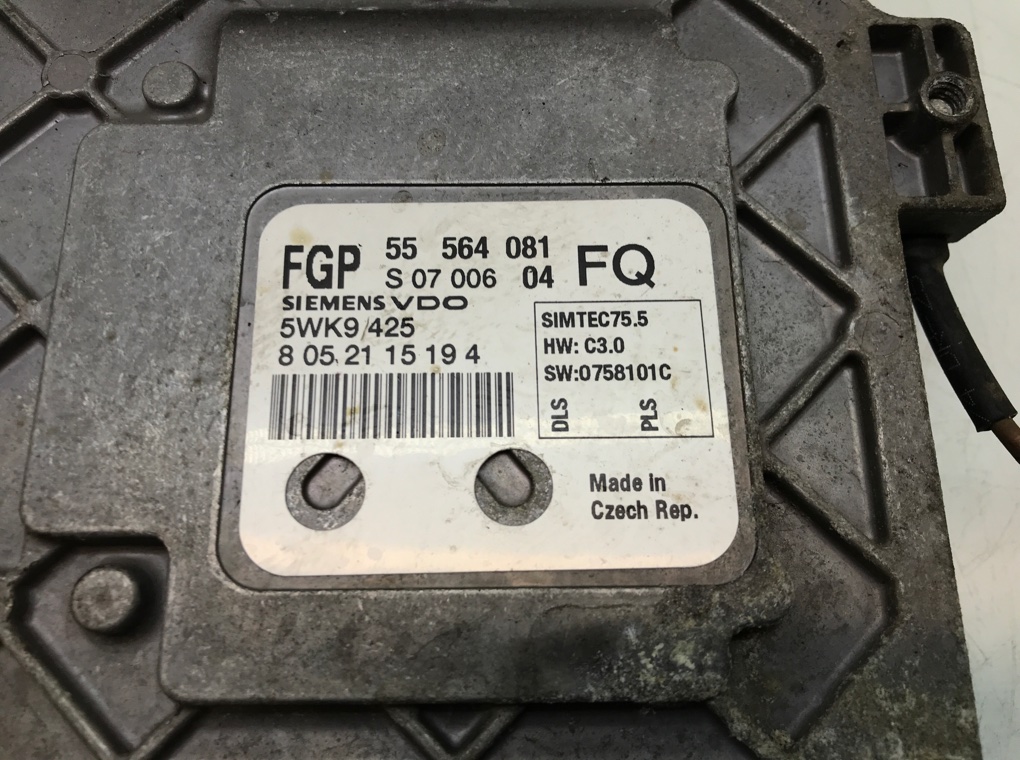 FGP 55 564 081 FQ
S 07 006 04
SIEMENS VDO
5WK9 425
8 05 21 15 19 4
SIMTEC75.5
HW: C3.0
SW:0758101C
DLS PLS
Made in
Czech Rep.